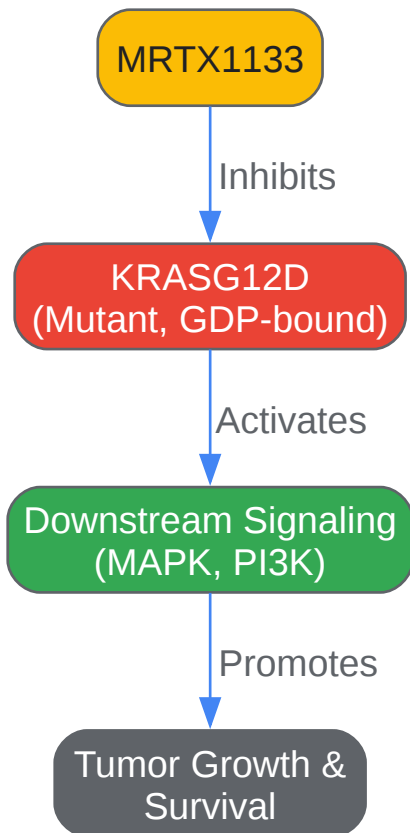 MRTX1133
Inhibits
KRASG12D
(Mutant, GDP-bound)
Activates
Downstream Signaling
(MAPK, PI3K)
Promotes
Tumor Growth &
Survival